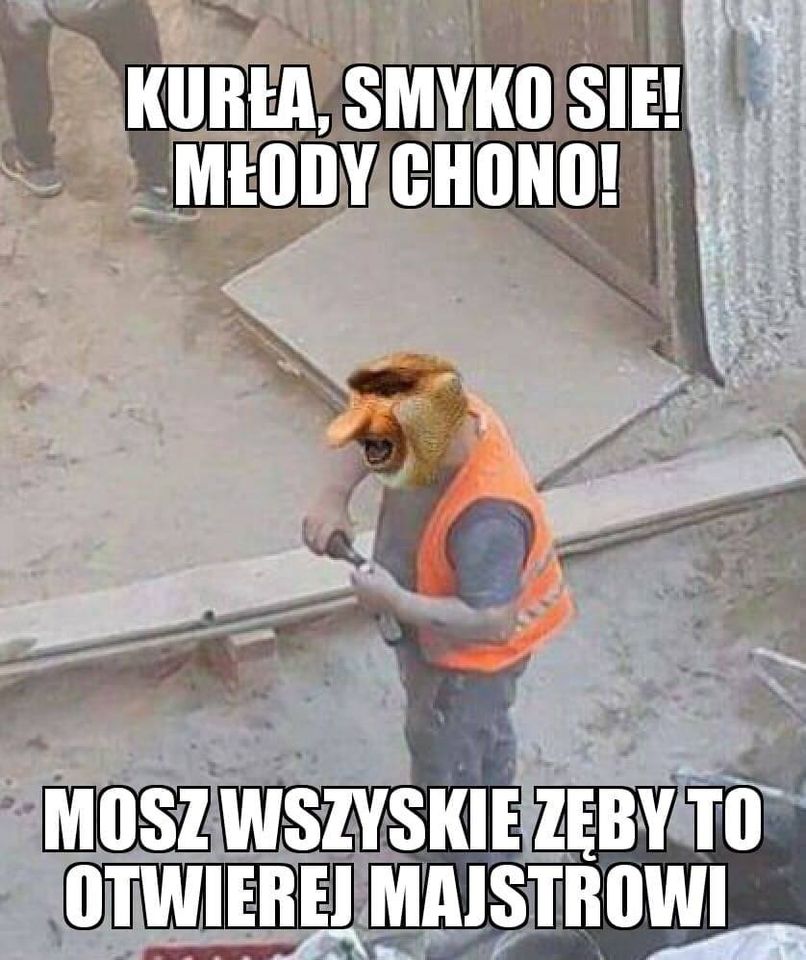 KURŁA, SMYKO SIE!
MŁODY CHONO!
MOSZ WSZYSKIE ZĘBY TO
OTWIEREJ MAJSTROWI